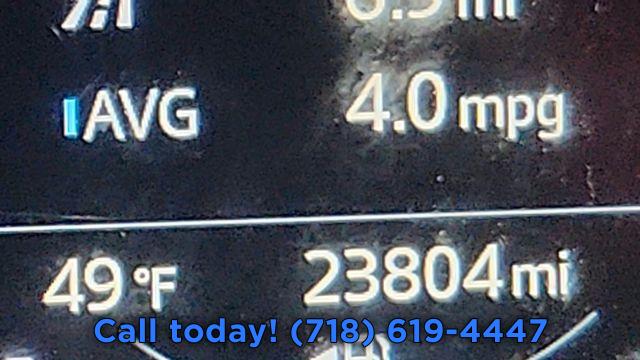 AVG 4.0 mpg
49 °F 23804 mi
Call today! (718) 619-4447